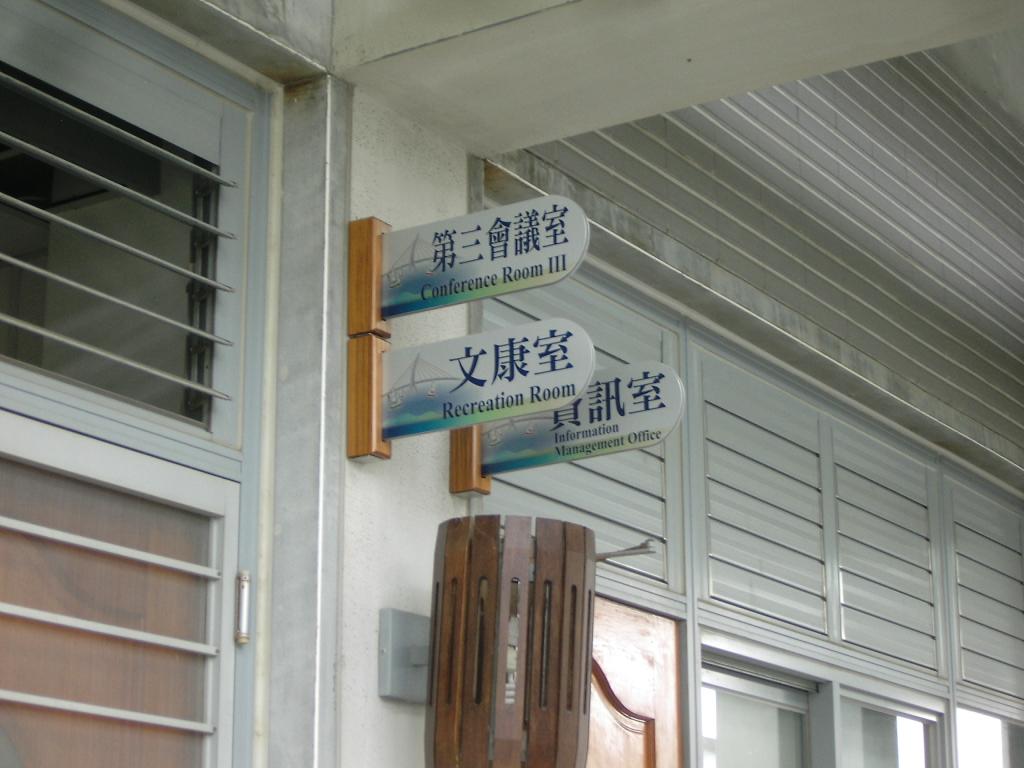 第三會議室
Conference Room III
文康室
Recreation Room
資訊室
Information
Management Office